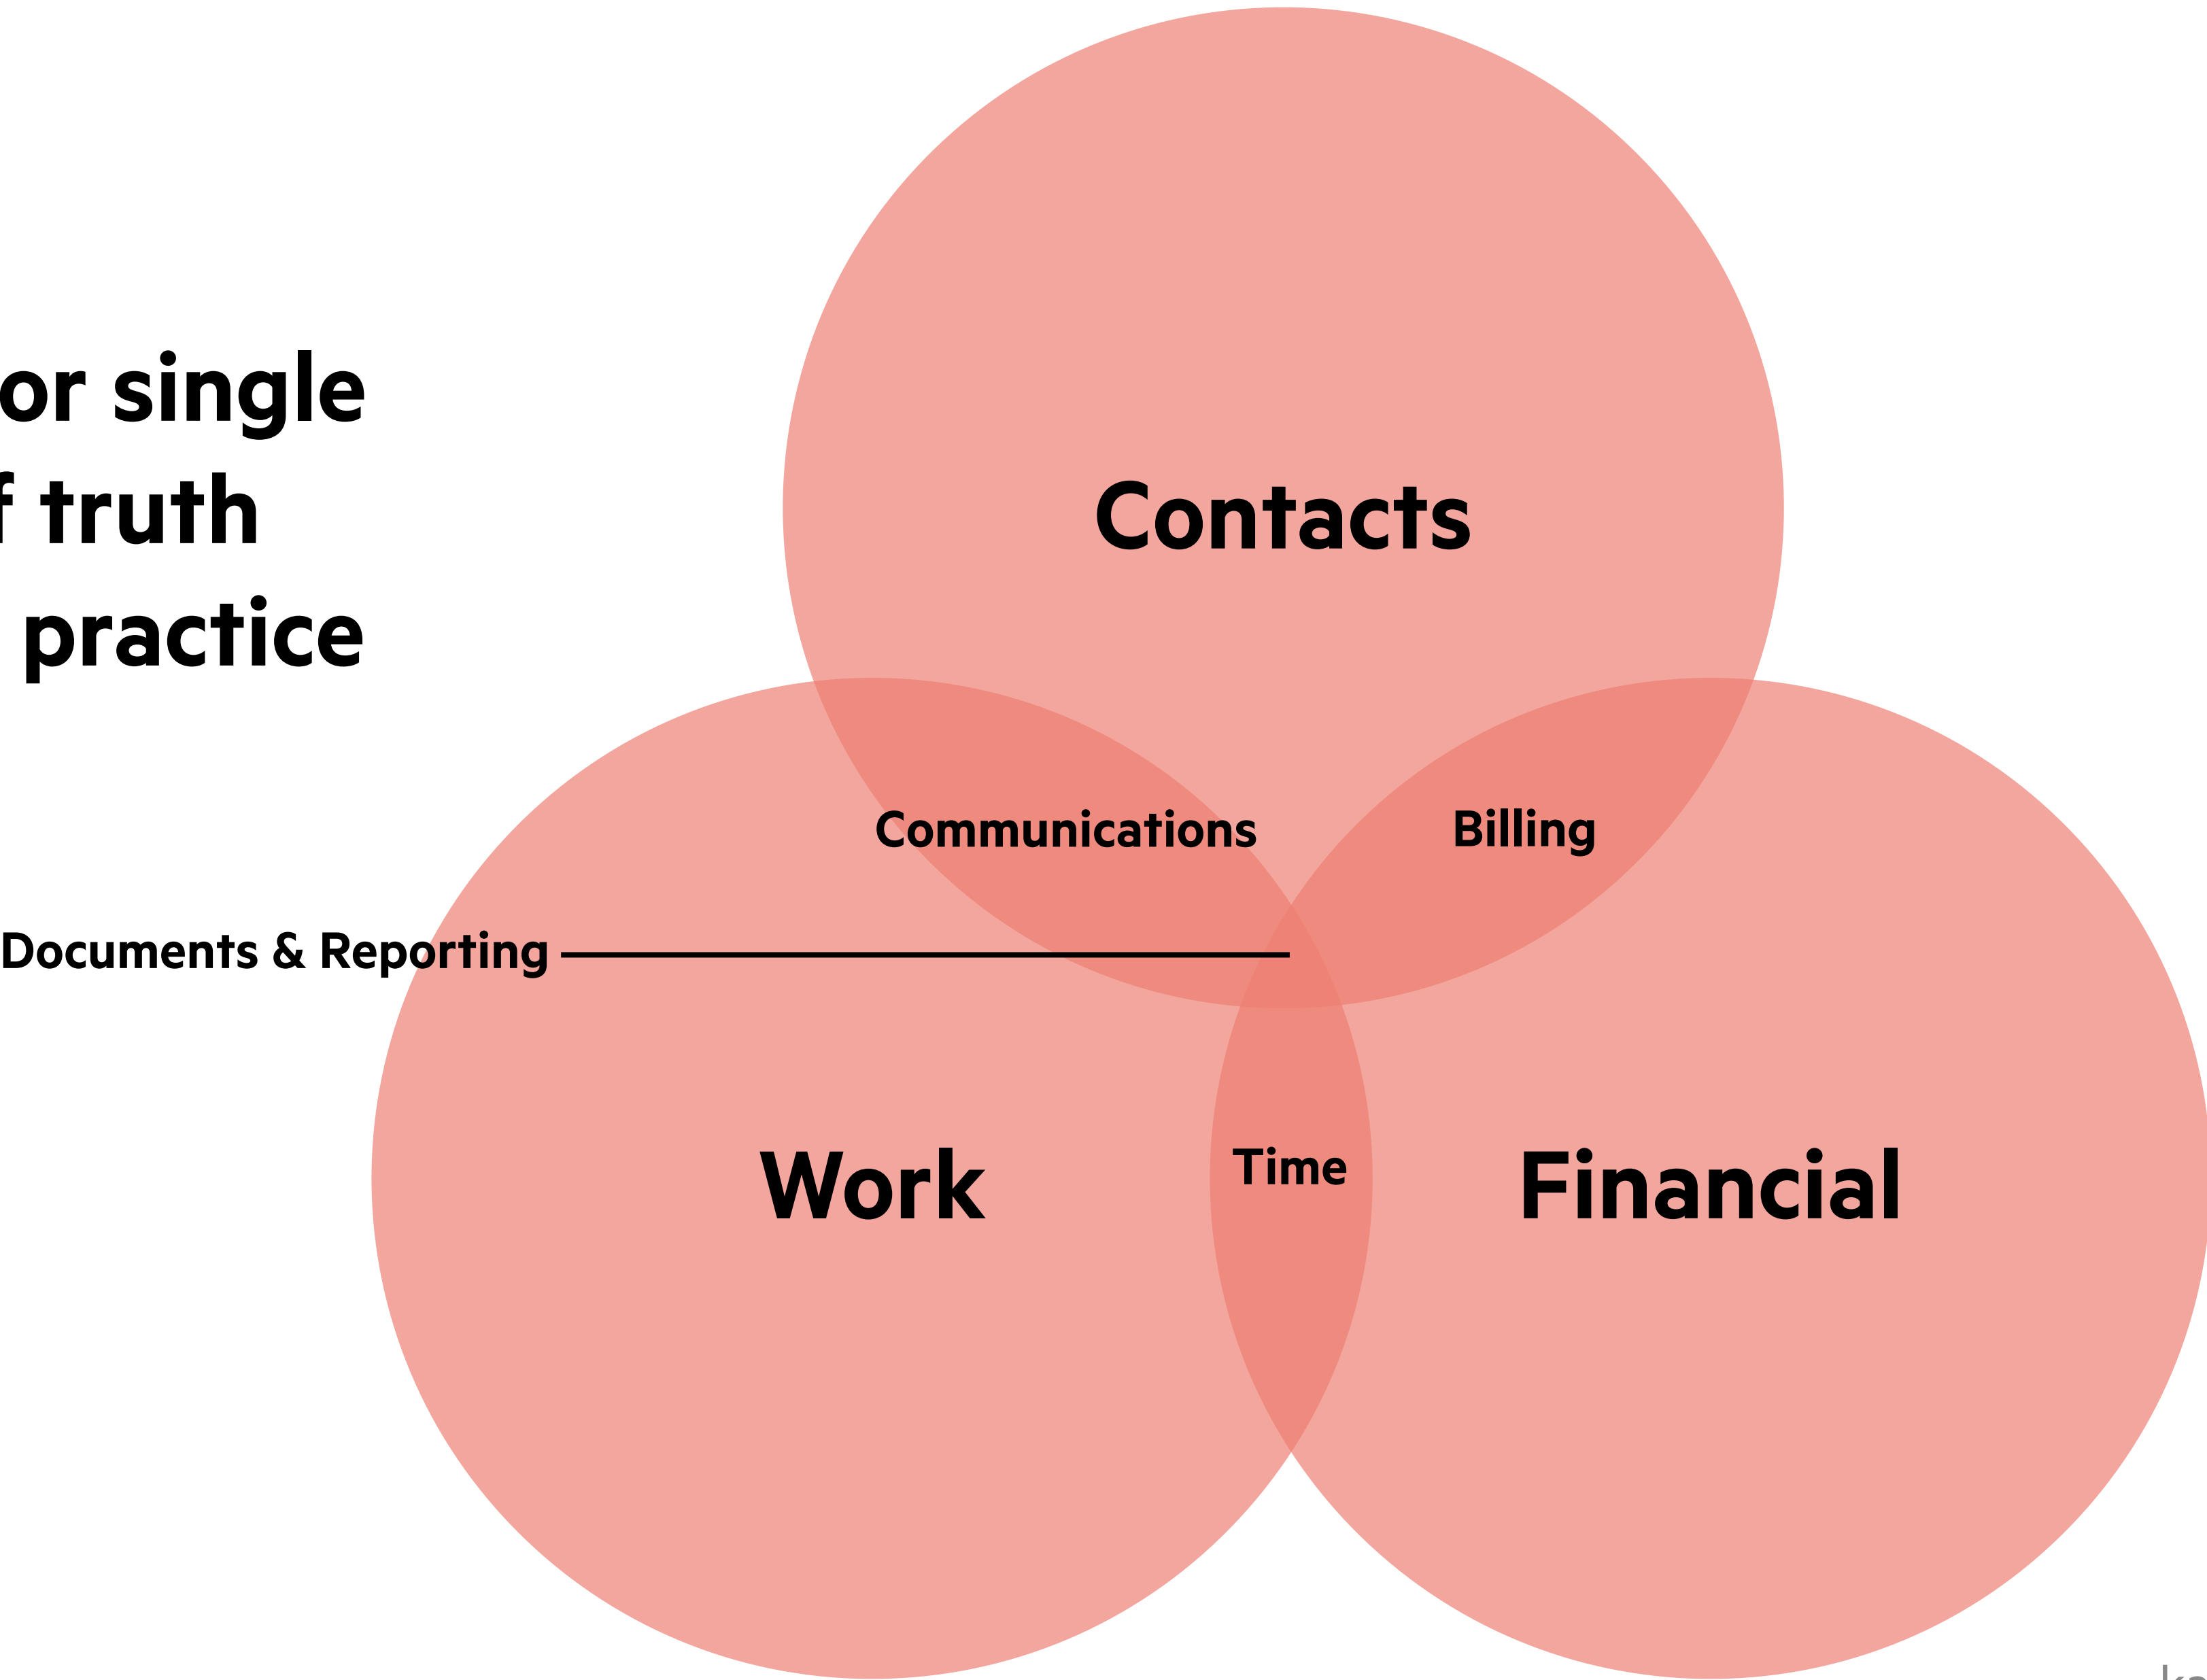 or single
truth
practice
Contacts
Communications
Billing
Documents & Reporting
Work
Time
Financial